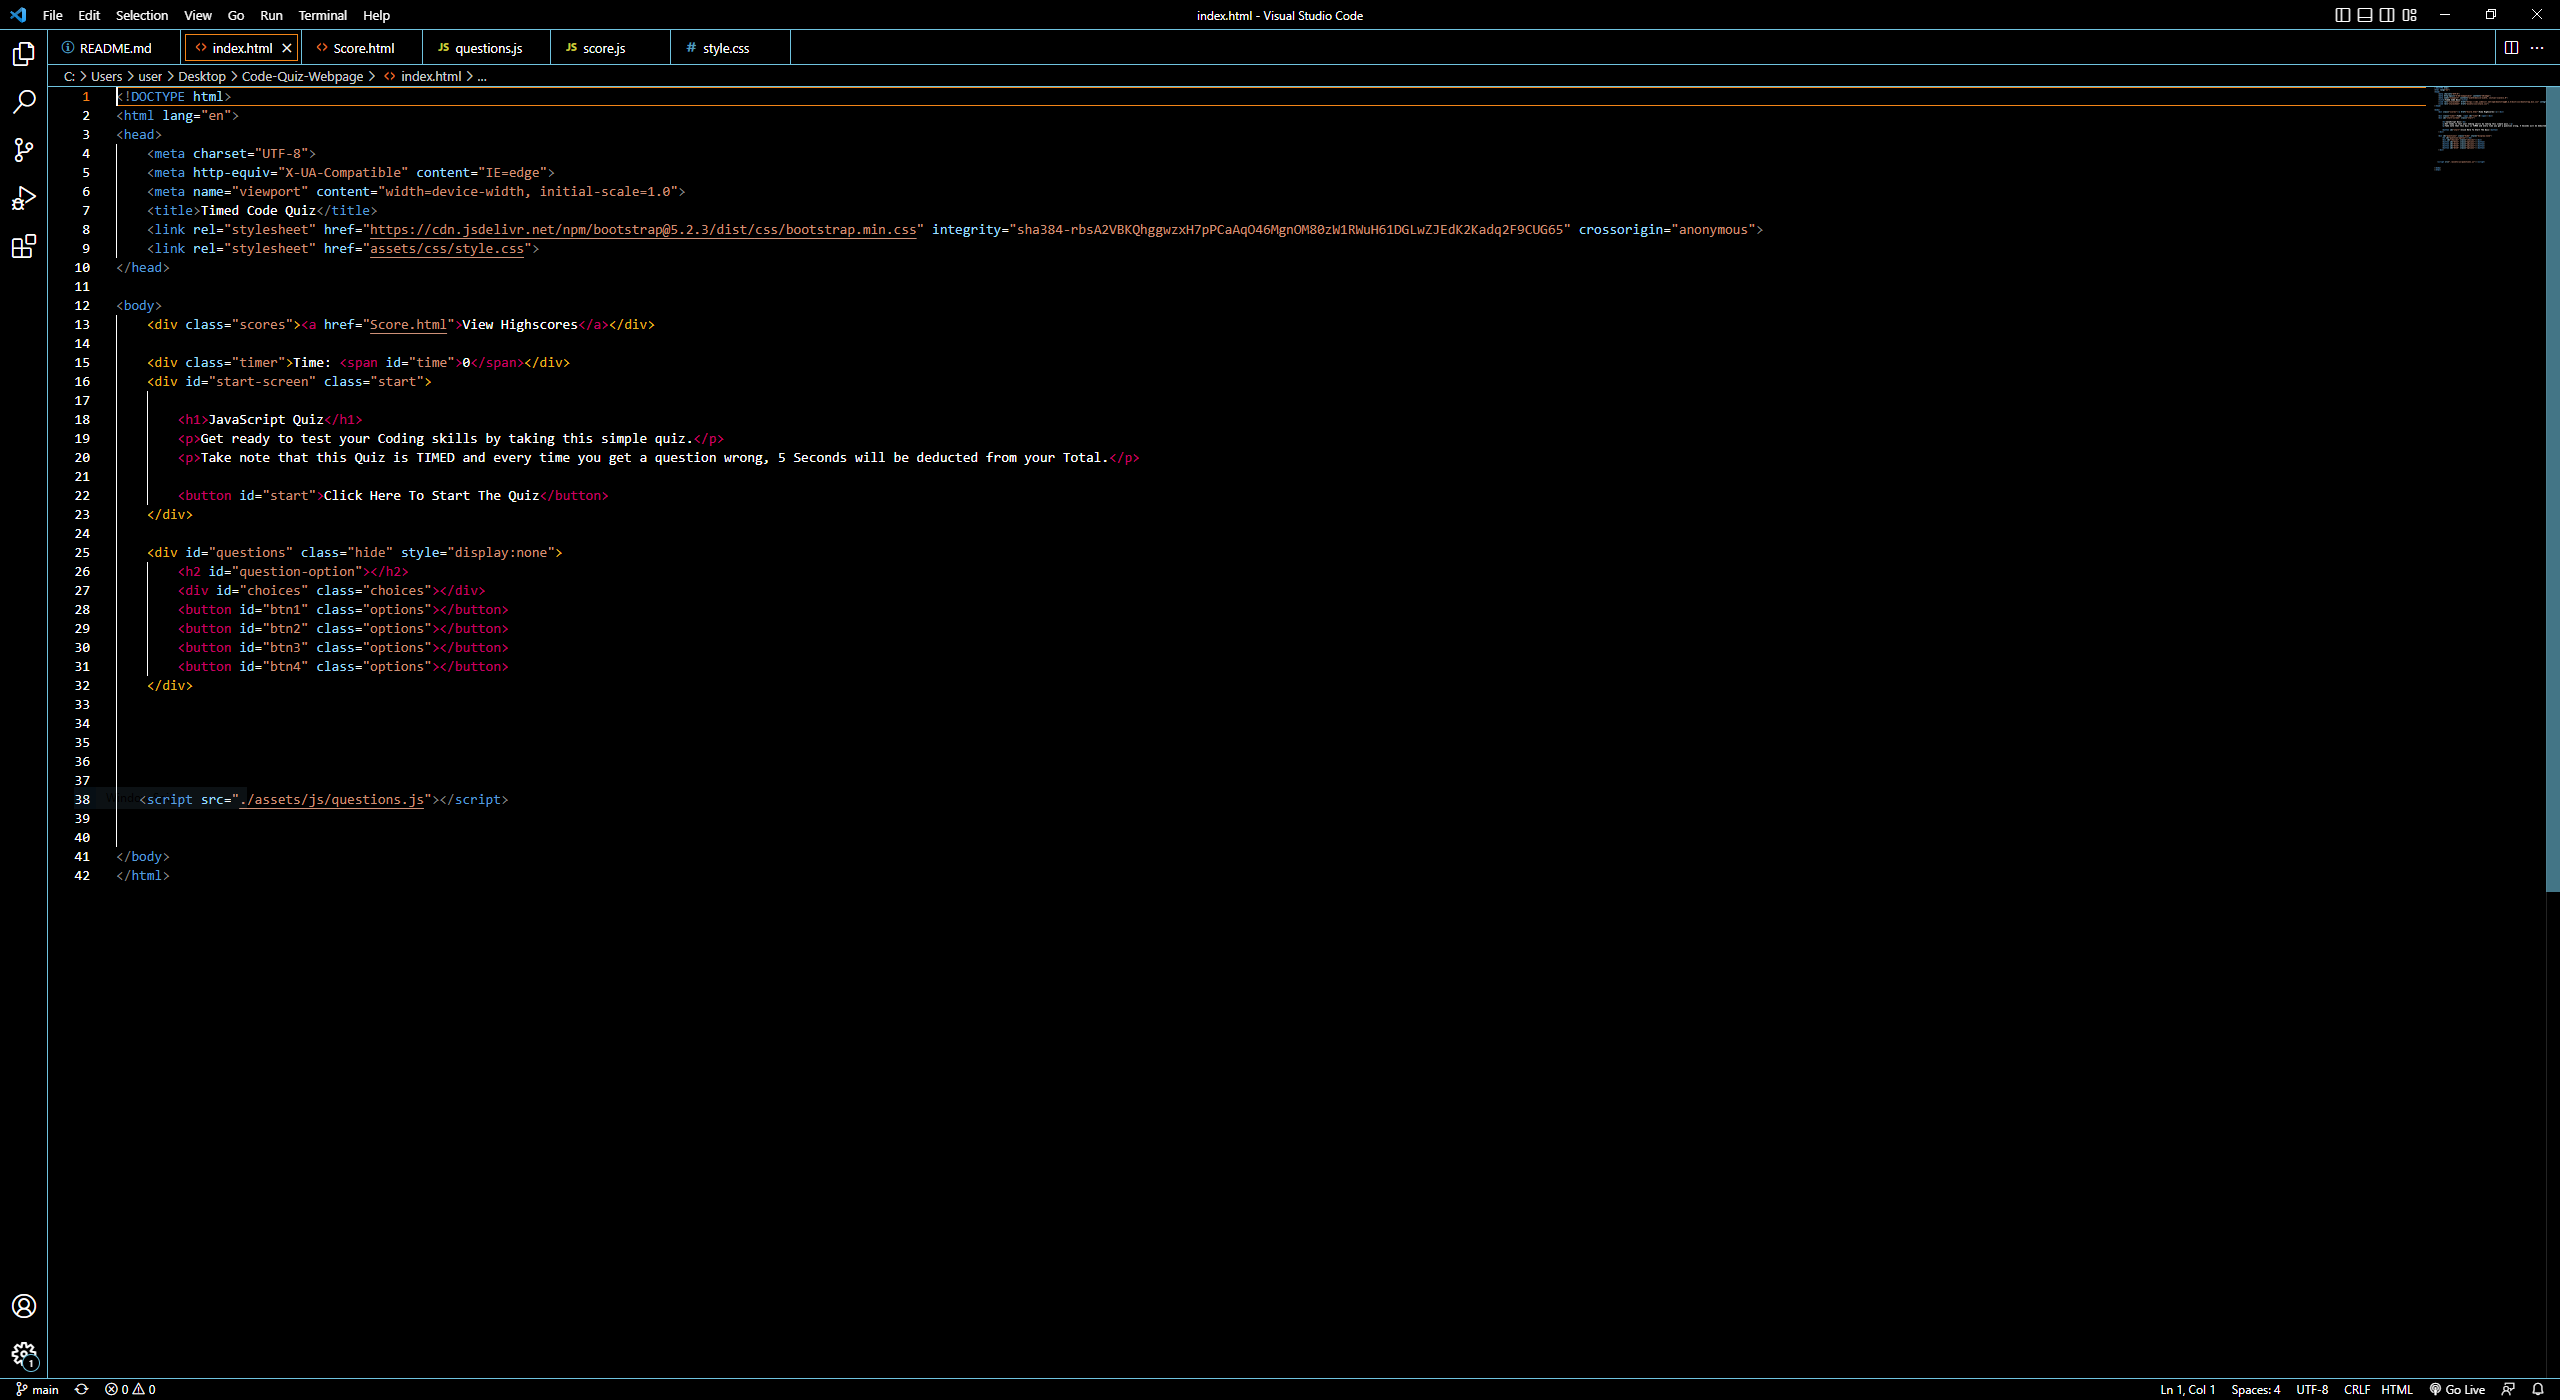 File Edit Selection View Go Run Terminal Help
index.html - Visual Studio Code
README.md index.html Score.html JS questions.js JS score.js # style.css
C: > Users > user > Desktop > Code-Quiz-Webpage > <> index.html > ...
1 <!DOCTYPE html>
2 <html lang="en">
3 <head>
4 <meta charset="UTF-8">
5 <meta http-equiv="X-UA-Compatible" content="IE=edge">
6 <meta name="viewport" content="width=device-width, initial-scale=1.0">
7 <title>Timed Code Quiz</title>
8 <link rel="stylesheet" href="https://cdn.jsdelivr.net/npm/bootstrap@5.2.3/dist/css/bootstrap.min.css" integrity="sha384-rbsA2VBKQhggwzxH7pPCaAqO46MgnOM80zW1RWuH61DGLwZJEdK2Kadq2F9CUG65" crossorigin="anonymous">
9 <link rel="stylesheet" href="assets/css/style.css">
10 </head>
11
12 <body>
13 <div class="scores"><a href="Score.html">View Highscores</a></div>
14
15 <div class="timer">Time: <span id="time">0</span></div>
16 <div id="start-screen" class="start">
17
18 <h1>JavaScript Quiz</h1>
19 <p>Get ready to test your Coding skills by taking this simple quiz.</p>
20 <p>Take note that this Quiz is TIMED and every time you get a question wrong, 5 Seconds will be deducted from your Total.</p>
21
22 <button id="start">Click Here To Start The Quiz</button>
23 </div>
24
25 <div id="questions" class="hide" style="display:none">
26 <h2 id="question-option"></h2>
27 <div id="choices" class="choices"></div>
28 <button id="btn1" class="options"></button>
29 <button id="btn2" class="options"></button>
30 <button id="btn3" class="options"></button>
31 <button id="btn4" class="options"></button>
32 </div>
33
34
35
36
37
38 <script src="./assets/js/questions.js"></script>
39
40
41 </body>
42 </html>
1
main 0 0
Ln 1, Col 1 Spaces: 4 UTF-8 CRLF HTML Go Live